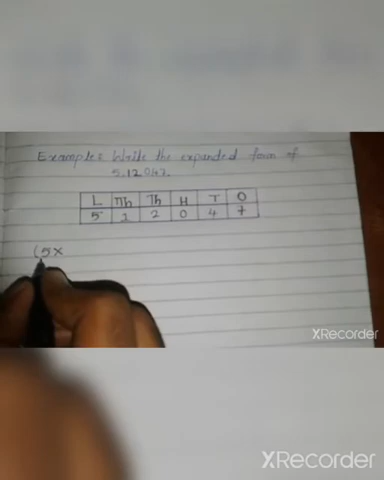 Example: Write the expanded form of
5,12,047.
L TTh Th H T O
5 1 2 0 4 7
(5×
XRecorder
XRecorder